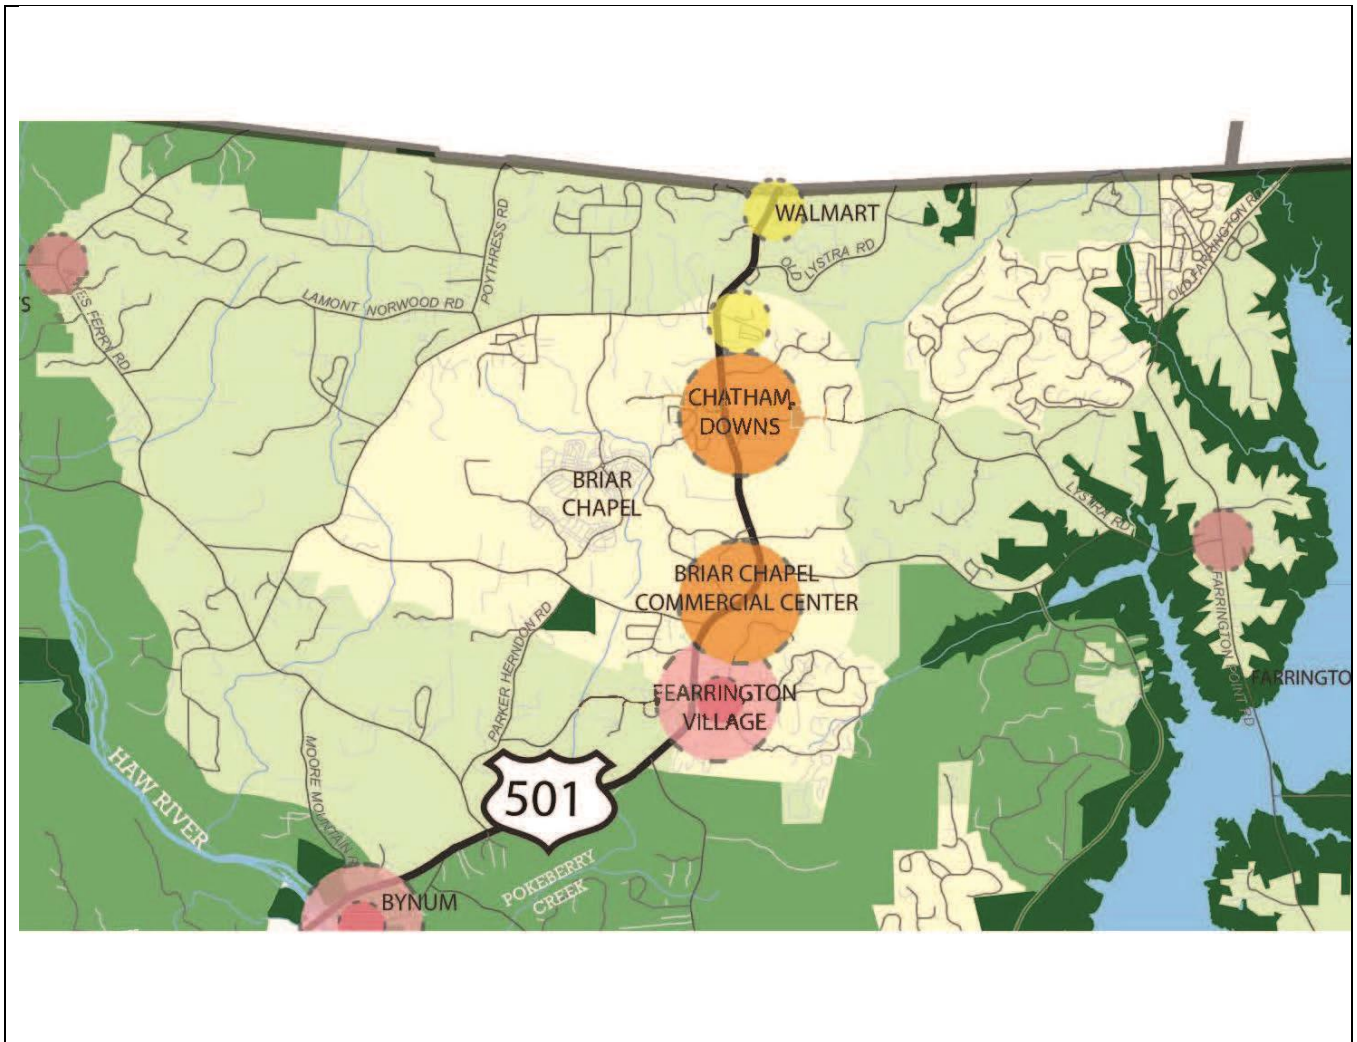 WALMART
OLD LYSTRA RD
POYTHRESS RD
LAMONT NORWOOD RD
OLD FARRINGTON RD
S
ES FERRY RD
CHATHAM
DOWNS
BRIAR
CHAPEL
LYSTRA RD
BRIAR CHAPEL
COMMERCIAL CENTER
PARKER HERNDON RD
FARRINGTON POINT RD
FARRINGTO
FEARRINGTON
VILLAGE
MOORE MOUNTAIN R
HAW RIVER
501
POKEBERRY
CREEK
BYNUM